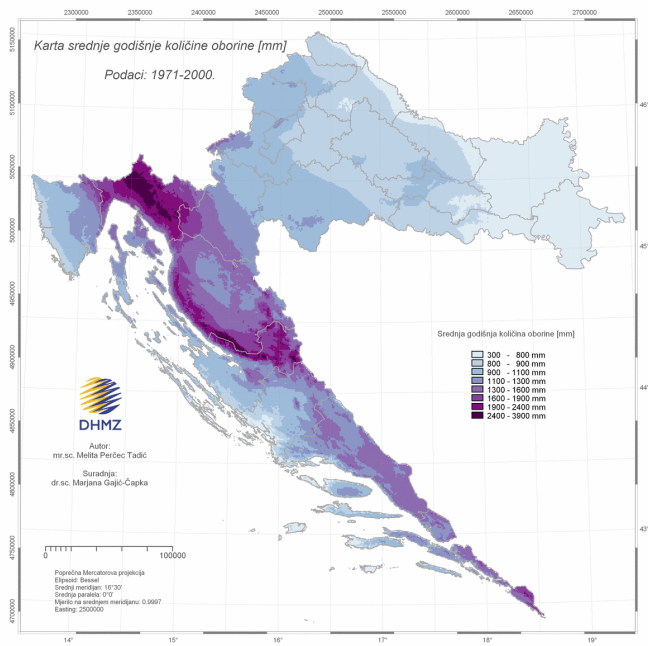 2300000 2350000 2400000 2450000 2500000 2550000 2600000 2650000 2700000
Karta srednje godišnje količine oborine [mm]
Podaci: 1971-2000.
5150000
5100000
5050000
5000000
4950000
4900000
4850000
4800000
4750000
4700000
46°
45°
44°
43°
Srednja godišnja količina oborine [mm]
300 - 800 mm
800 - 900 mm
900 - 1100 mm
1100 - 1300 mm
1300 - 1600 mm
1600 - 1900 mm
1900 - 2400 mm
2400 - 3900 mm
DHMZ
Autor:
mr.sc. Melita Perčec Tadić
Suradnja:
dr.sc. Marjana Gajić-Čapka
0 100000
Poprečna Mercatorova projekcija
Elipsoid: Bessel
Srednji meridijan: 16°30'
Srednja paralela: 0°0'
Mjerilo na srednjem meridijanu: 0.9997
Easting: 2500000
14° 15° 16° 17° 18° 19°